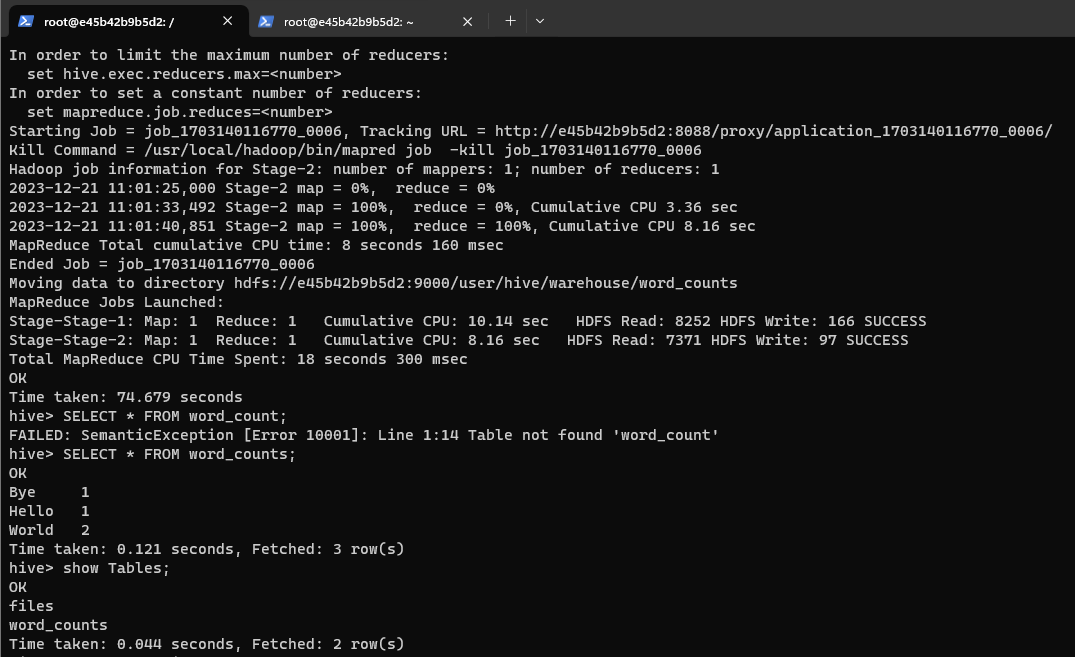 root@e45b42b9b5d2: /
root@e45b42b9b5d2: ~
In order to limit the maximum number of reducers:
  set hive.exec.reducers.max=<number>
In order to set a constant number of reducers:
  set mapreduce.job.reduces=<number>
Starting Job = job_1703140116770_0006, Tracking URL = http://e45b42b9b5d2:8088/proxy/application_1703140116770_0006/
Kill Command = /usr/local/hadoop/bin/mapred job  -kill job_1703140116770_0006
Hadoop job information for Stage-2: number of mappers: 1; number of reducers: 1
2023-12-21 11:01:25,000 Stage-2 map = 0%,  reduce = 0%
2023-12-21 11:01:33,492 Stage-2 map = 100%,  reduce = 0%, Cumulative CPU 3.36 sec
2023-12-21 11:01:40,851 Stage-2 map = 100%,  reduce = 100%, Cumulative CPU 8.16 sec
MapReduce Total cumulative CPU time: 8 seconds 160 msec
Ended Job = job_1703140116770_0006
Moving data to directory hdfs://e45b42b9b5d2:9000/user/hive/warehouse/word_counts
MapReduce Jobs Launched:
Stage-Stage-1: Map: 1  Reduce: 1   Cumulative CPU: 10.14 sec   HDFS Read: 8252 HDFS Write: 166 SUCCESS
Stage-Stage-2: Map: 1  Reduce: 1   Cumulative CPU: 8.16 sec   HDFS Read: 7371 HDFS Write: 97 SUCCESS
Total MapReduce CPU Time Spent: 18 seconds 300 msec
OK
Time taken: 74.679 seconds
hive> SELECT * FROM word_count;
FAILED: SemanticException [Error 10001]: Line 1:14 Table not found 'word_count'
hive> SELECT * FROM word_counts;
OK
Bye     1
Hello   1
World   2
Time taken: 0.121 seconds, Fetched: 3 row(s)
hive> show Tables;
OK
files
word_counts
Time taken: 0.044 seconds, Fetched: 2 row(s)